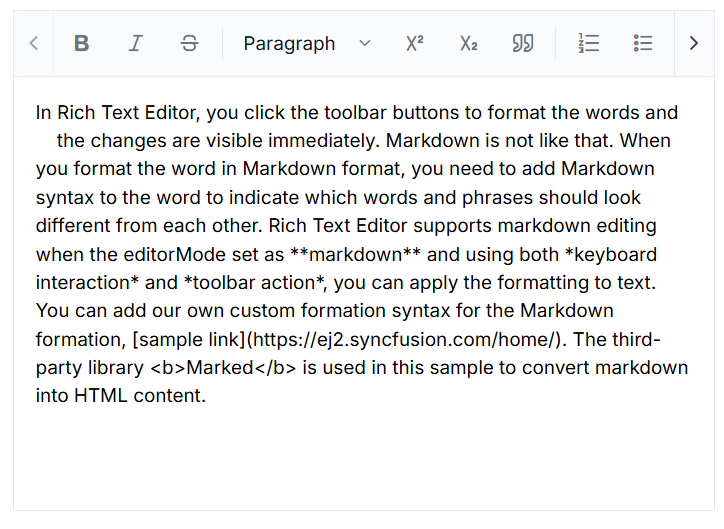 B I S Paragraph X² X₂
In Rich Text Editor, you click the toolbar buttons to format the words and
the changes are visible immediately. Markdown is not like that. When
you format the word in Markdown format, you need to add Markdown
syntax to the word to indicate which words and phrases should look
different from each other. Rich Text Editor supports markdown editing
when the editorMode set as **markdown** and using both *keyboard
interaction* and *toolbar action*, you can apply the formatting to text.
You can add our own custom formation syntax for the Markdown
formation, [sample link](https://ej2.syncfusion.com/home/). The third-
party library <b>Marked</b> is used in this sample to convert markdown
into HTML content.